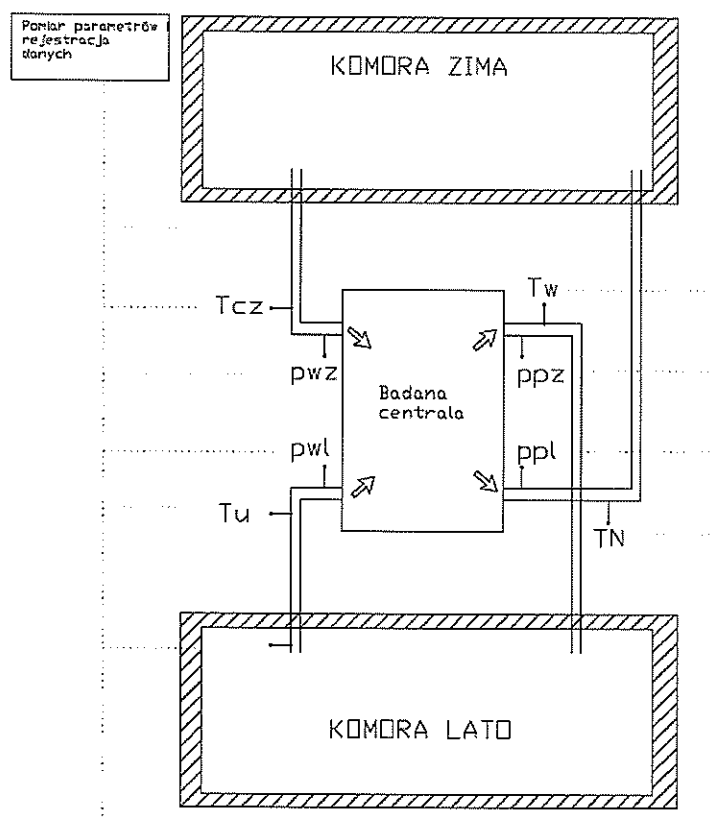 Pomiar parametrów i
rejestracja
danych
KOMORA ZIMA
Tcz
Tw
pwz
ppz
Badana
centrala
pwl
ppl
Tu
TN
KOMORA LATO